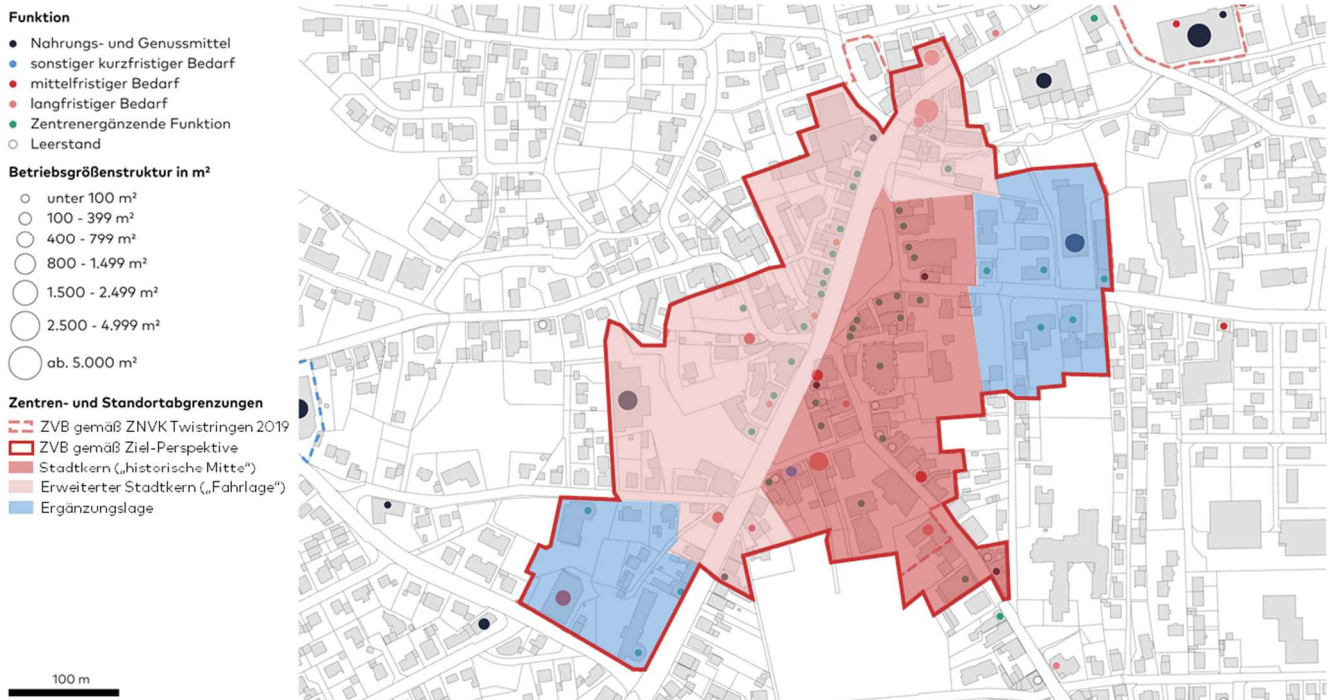 Funktion
Nahrungs- und Genussmittel
sonstiger kurzfristiger Bedarf
mittelfristiger Bedarf
langfristiger Bedarf
Zentrenergänzende Funktion
Leerstand
Betriebsgrößenstruktur in m²
unter 100 m²
100 - 399 m²
400 - 799 m²
800 - 1.499 m²
1.500 - 2.499 m²
2.500 - 4.999 m²
ab. 5.000 m²
Zentren- und Standortabgrenzungen
ZVB gemäß ZNVK Twistringen 2019
ZVB gemäß Ziel-Perspektive
Stadtkern („historische Mitte“)
Erweiterter Stadtkern („Fahrlage“)
Ergänzungslage
100 m